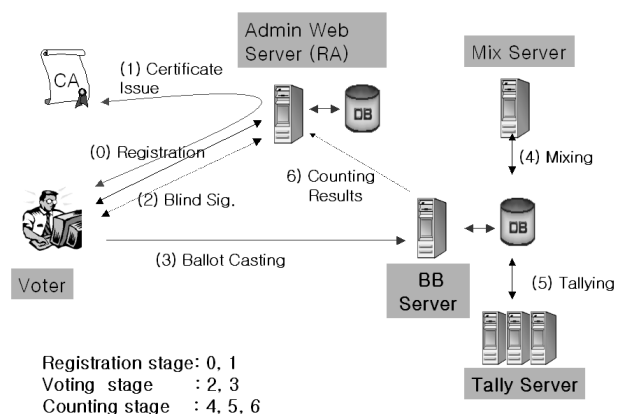 Admin Web
Server (RA)
Mix Server
CA
(1) Certificate
Issue
DB
(0) Registration
(2) Blind Sig.
6) Counting
Results
(4) Mixing
DB
(3) Ballot Casting
Voter
BB
Server
(5) Tallying
Tally Server
Registration stage: 0, 1
Voting stage : 2, 3
Counting stage : 4, 5, 6